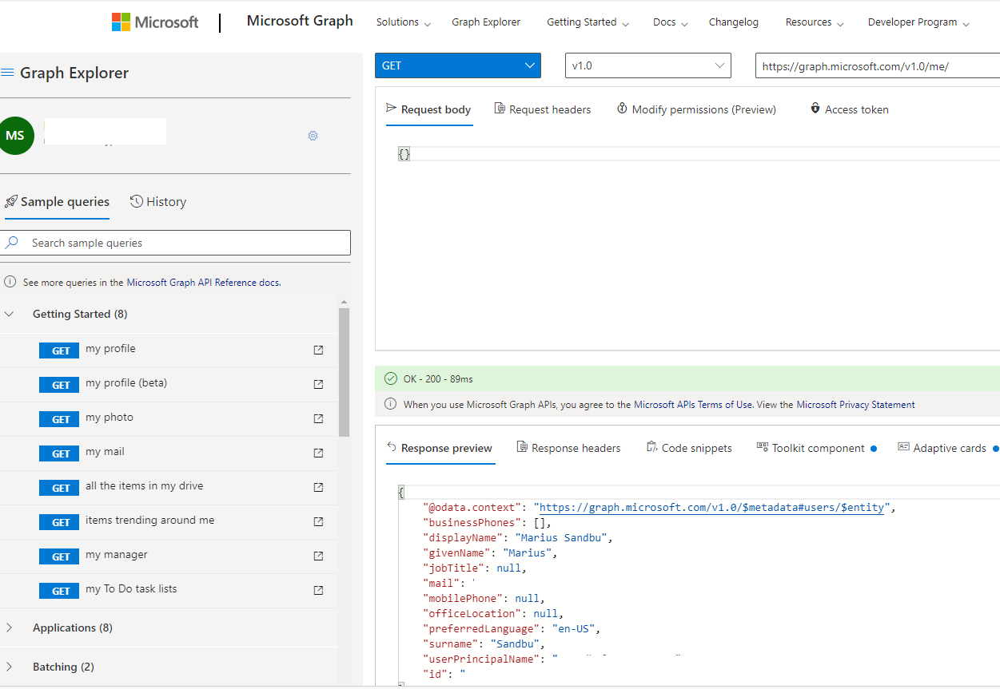 Microsoft
Microsoft Graph
Solutions
Graph Explorer
Getting Started
Docs
Changelog
Resources
Developer Program
Graph Explorer
MS
Sample queries
History
Search sample queries
See more queries in the Microsoft Graph API Reference docs.
Getting Started (8)
GET my profile
GET my profile (beta)
GET my photo
GET my mail
GET all the items in my drive
GET items trending around me
GET my manager
GET my To Do task lists
Applications (8)
Batching (2)
GET
v1.0
https://graph.microsoft.com/v1.0/me/
Request body
Request headers
Modify permissions (Preview)
Access token
{}
OK - 200 - 89ms
When you use Microsoft Graph APIs, you agree to the Microsoft APIs Terms of Use. View the Microsoft Privacy Statement
Response preview
Response headers
Code snippets
Toolkit component
Adaptive cards
{
"@odata.context": "https://graph.microsoft.com/v1.0/$metadata#users/$entity",
"businessPhones": [],
"displayName": "Marius Sandbu",
"givenName": "Marius",
"jobTitle": null,
"mail": '
"mobilePhone": null,
"officeLocation": null,
"preferredLanguage": "en-US",
"surname": "Sandbu",
"userPrincipalName": "
"id": "